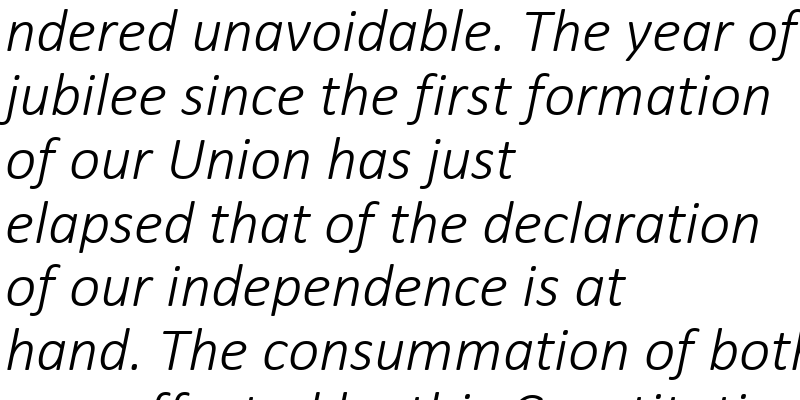 ndered unavoidable. The year of
jubilee since the first formation
of our Union has just
elapsed that of the declaration
of our independence is at
hand. The consummation of both